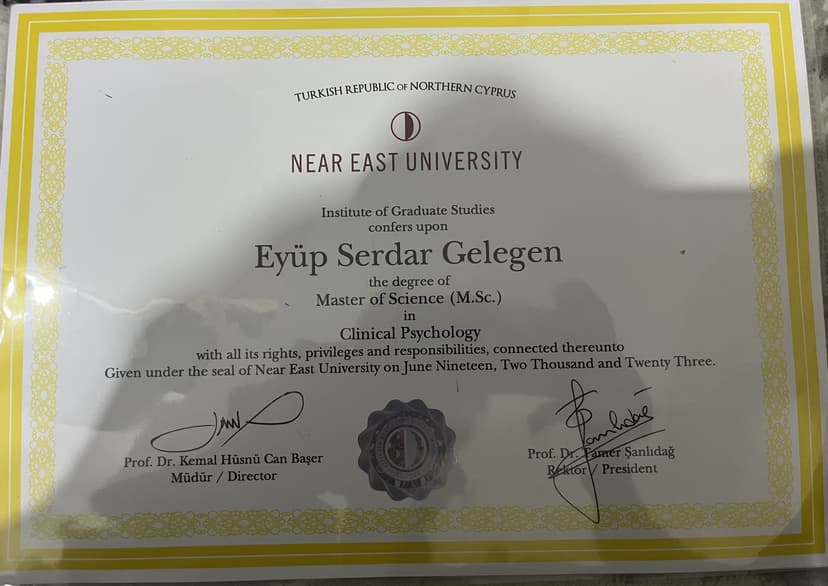 TURKISH REPUBLIC OF NORTHERN CYPRUS
NEAR EAST UNIVERSITY
Institute of Graduate Studies
confers upon
Eyüp Serdar Gelegen
the degree of
Master of Science (M.Sc.)
in
Clinical Psychology
with all its rights, privileges and responsibilities, connected thereunto
Given under the seal of Near East University on June Nineteen, Two Thousand and Twenty Three.
Prof. Dr. Kemal Hüsnü Can Başer
Müdür / Director
Prof. Dr. Tamer Şanlıdağ
Rektör / President